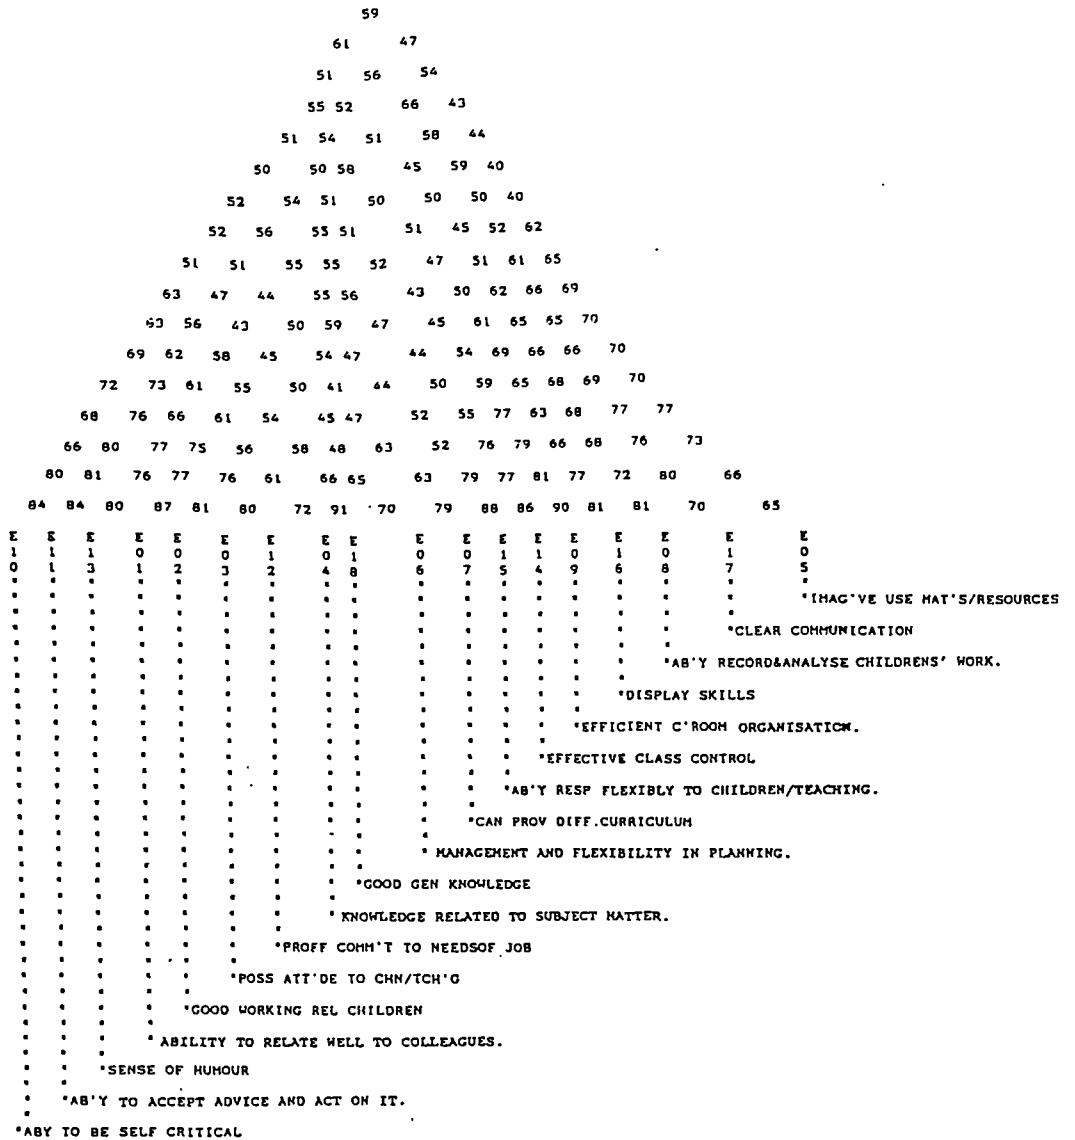 59
61 47
51 56 54
55 52 66 43
51 54 51 58 44
50 50 58 45 59 40
52 54 51 50 50 50 40
52 56 55 51 51 45 52 62
51 51 55 55 52 47 51 61 65
63 47 44 55 56 43 50 62 66 69
63 56 43 50 59 47 45 61 65 65 70
69 62 58 45 54 47 44 54 69 66 66 70
72 73 61 55 50 41 44 50 59 65 68 69 70
68 76 66 61 54 45 47 52 55 77 63 68 77 77
66 80 77 75 56 58 48 63 52 76 79 66 68 76 73
80 81 76 77 76 61 66 65 63 79 77 81 77 72 80 66
84 84 80 87 81 80 72 91 70 79 88 86 90 81 81 70 65
E E E E E E E E E E E E E E E E E E
1 1 1 0 0 0 1 0 1 0 0 1 1 0 1 0 1 0
0 1 3 1 2 3 2 4 8 6 7 5 4 9 6 8 7 5
*IMAG'VE USE MAT'S/RESOURCES
*CLEAR COMMUNICATION
*AB'Y RECORD&ANALYSE CHILDRENS' WORK.
*DISPLAY SKILLS
*EFFICIENT C'ROOM ORGANISATION.
*EFFECTIVE CLASS CONTROL
*AB'Y RESP FLEXIBLY TO CHILDREN/TEACHING.
*CAN PROV DIFF.CURRICULUM
* MANAGEMENT AND FLEXIBILITY IN PLANNING.
*GOOD GEN KNOWLEDGE
* KNOWLEDGE RELATED TO SUBJECT MATTER.
*PROFF COMM'T TO NEEDSOF JOB
*POSS ATT'DE TO CHN/TCH'G
*GOOD WORKING REL CHILDREN
* ABILITY TO RELATE WELL TO COLLEAGUES.
*SENSE OF HUMOUR
*AB'Y TO ACCEPT ADVICE AND ACT ON IT.
*ABY TO BE SELF CRITICAL